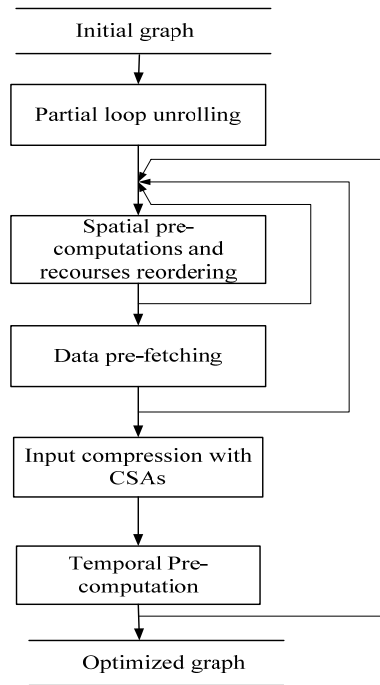 Initial graph
Partial loop unrolling
Spatial pre-
computations and
recourses reordering
Data pre-fetching
Input compression with
CSAs
Temporal Pre-
computation
Optimized graph